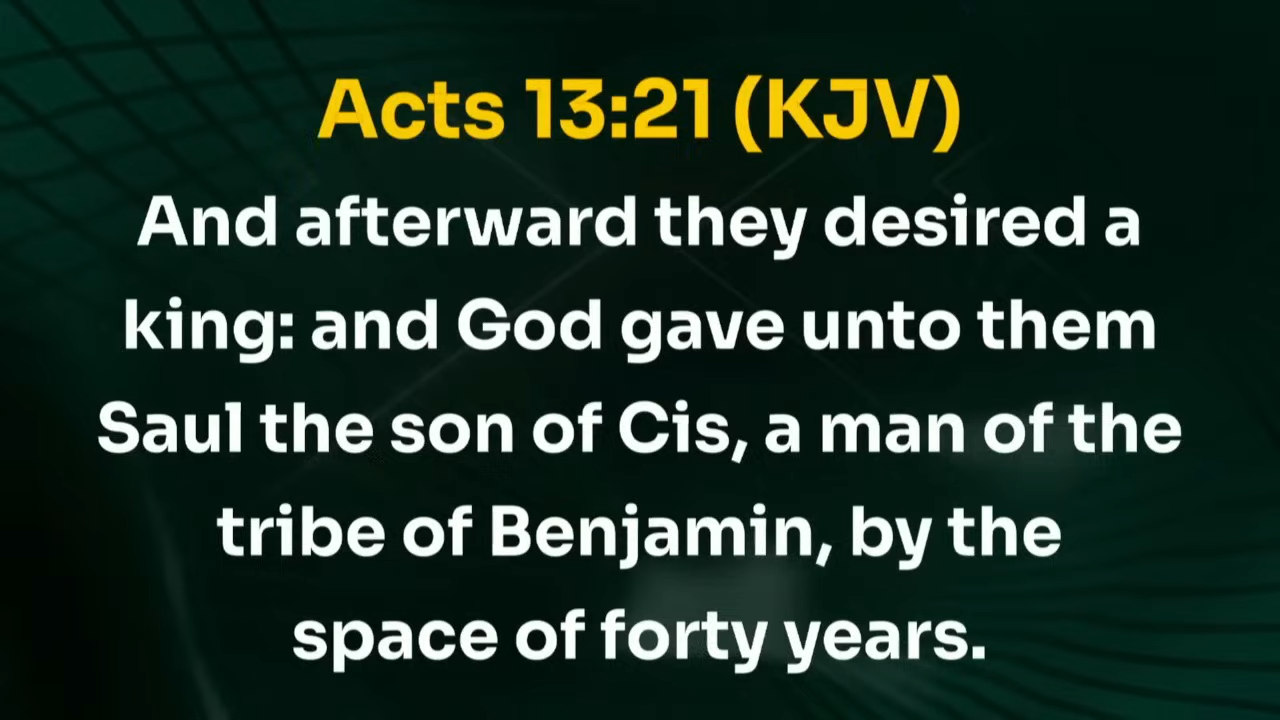 Acts 13:21 (KJV)
And afterward they desired a
king: and God gave unto them
Saul the son of Cis, a man of the
tribe of Benjamin, by the
space of forty years.